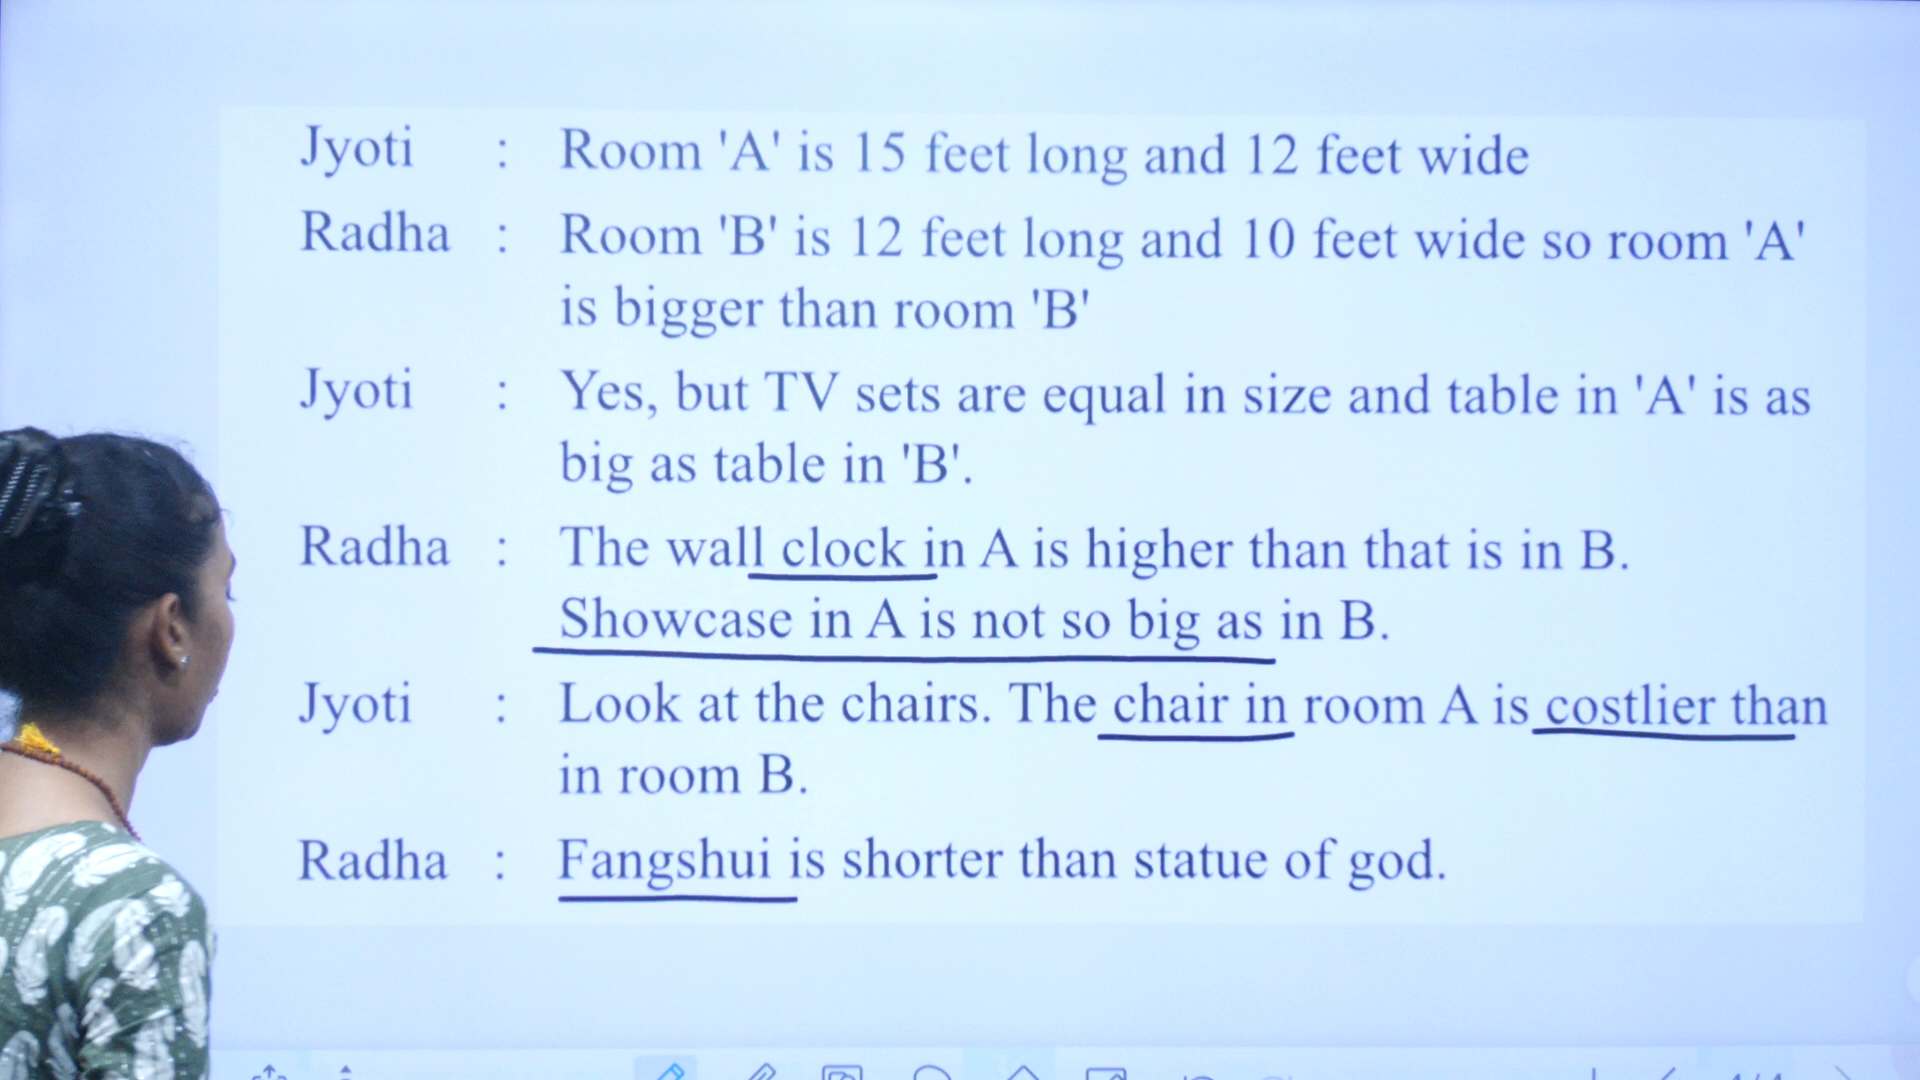 Jyoti : Room 'A' is 15 feet long and 12 feet wide
Radha : Room 'B' is 12 feet long and 10 feet wide so room 'A'
is bigger than room 'B'
Jyoti : Yes, but TV sets are equal in size and table in 'A' is as
big as table in 'B'.
Radha : The wall clock in A is higher than that is in B.
Showcase in A is not so big as in B.
Jyoti : Look at the chairs. The chair in room A is costlier than
in room B.
Radha : Fangshui is shorter than statue of god.